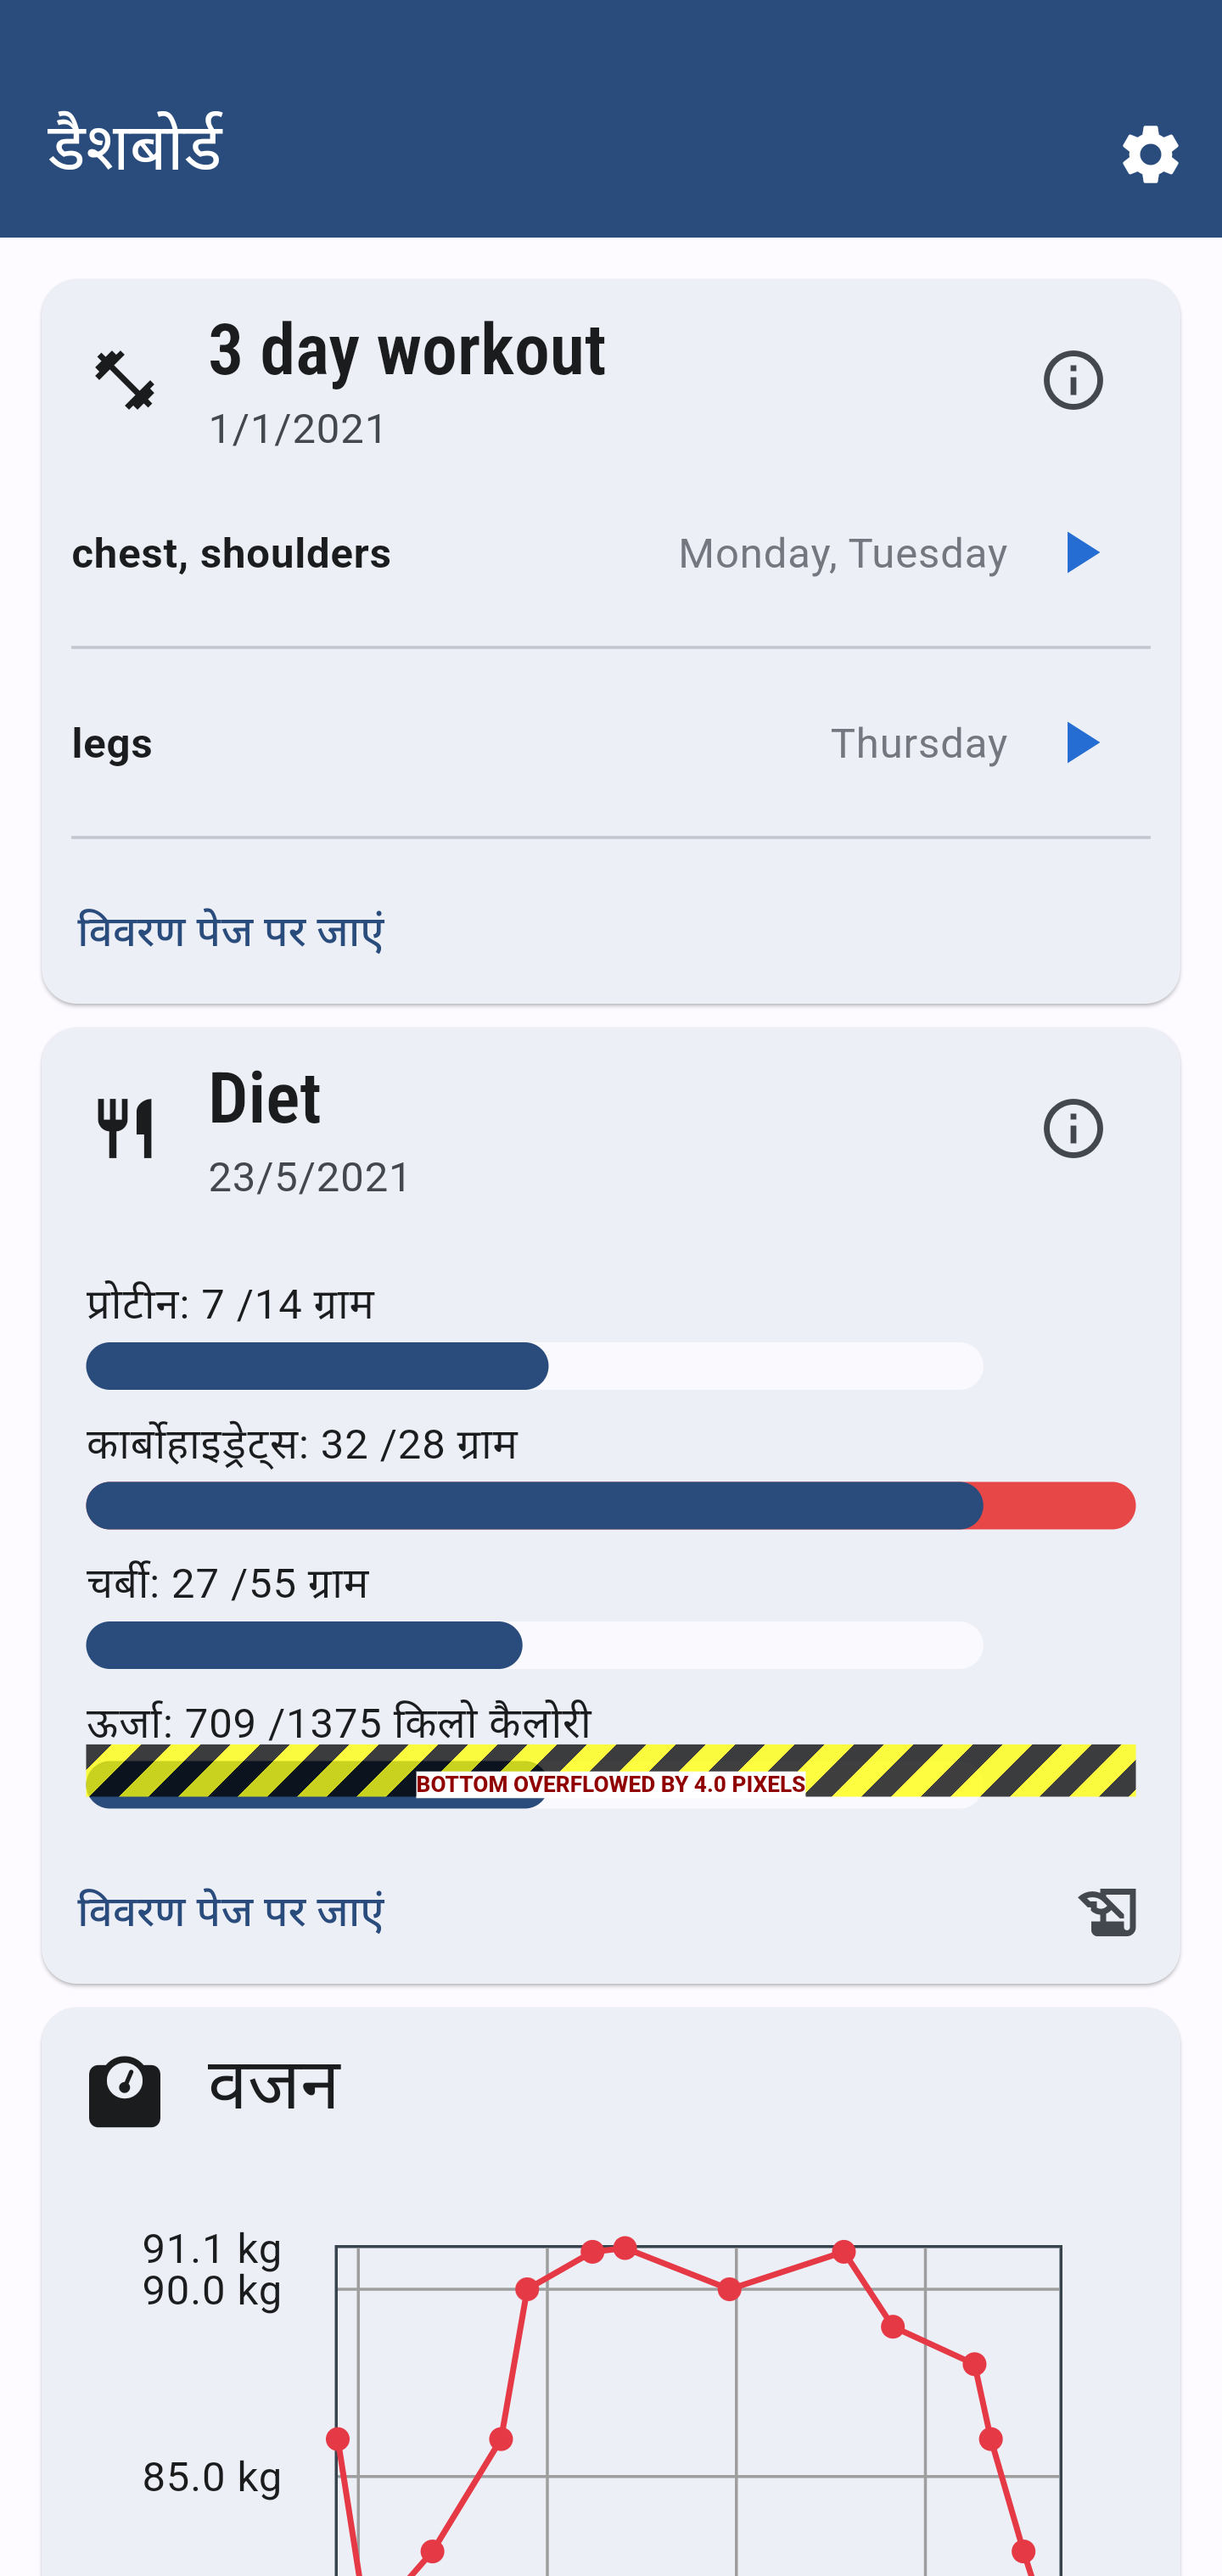 डैशबोर्ड
3 day workout
1/1/2021
chest, shoulders Monday, Tuesday
legs Thursday
विवरण पेज पर जाएं
Diet
23/5/2021
प्रोटीन: 7 /14 ग्राम
कार्बोहाइड्रेट्स: 32 /28 ग्राम
चर्बी: 27 /55 ग्राम
ऊर्जा: 709 /1375 किलो कैलोरी
BOTTOM OVERFLOWED BY 4.0 PIXELS
विवरण पेज पर जाएं
वजन
91.1 kg
90.0 kg
85.0 kg